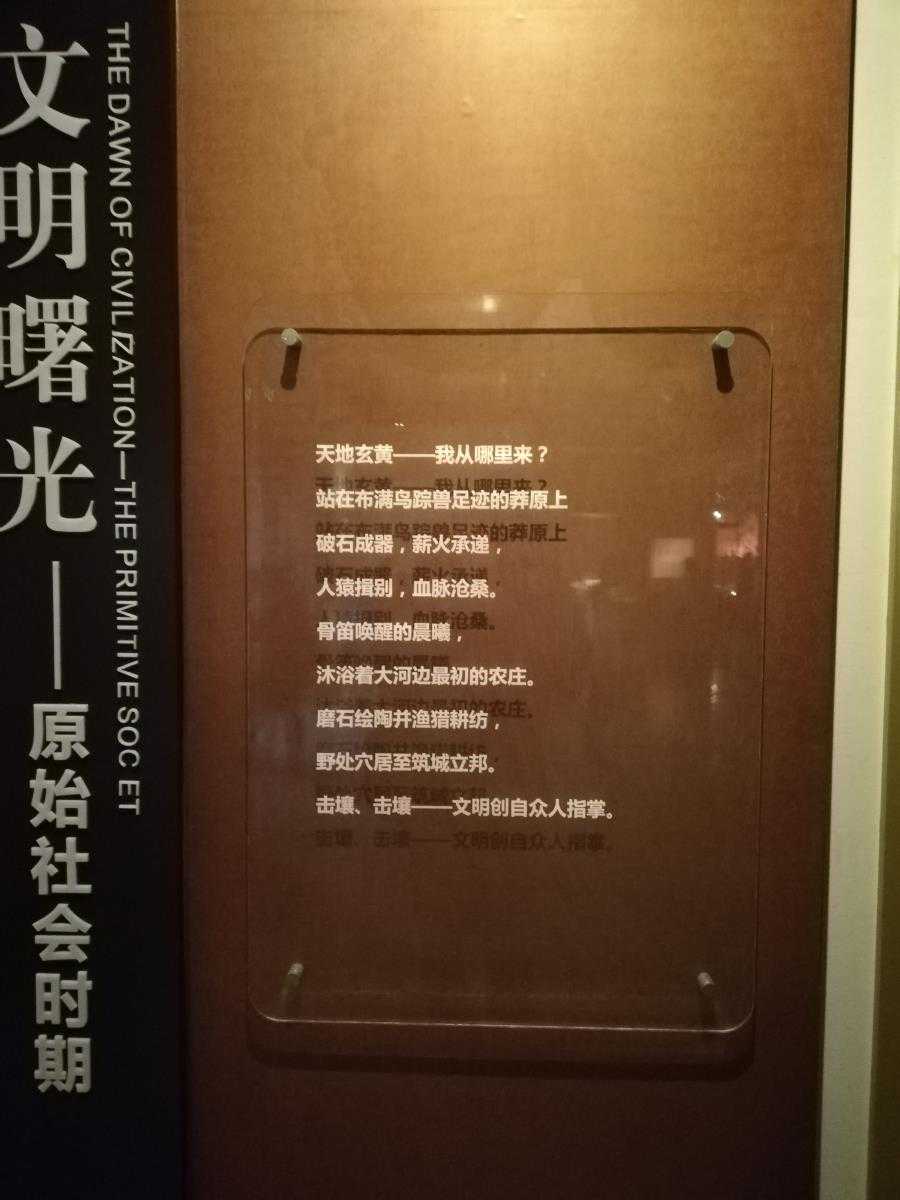 文明曙光——原始社会时期
THE DAWN OF CIVILIZATION—THE PRIMITIVE SOC ET
天地玄黄——我从哪里来？
站在布满鸟踪兽足迹的莽原上
破石成器，薪火承递，
人猿揖别，血脉沧桑。
骨笛唤醒的晨曦，
沐浴着大河边最初的农庄。
磨石绘陶井渔猎耕纺，
野处穴居至筑城立邦。
击壤、击壤——文明创自众人指掌。